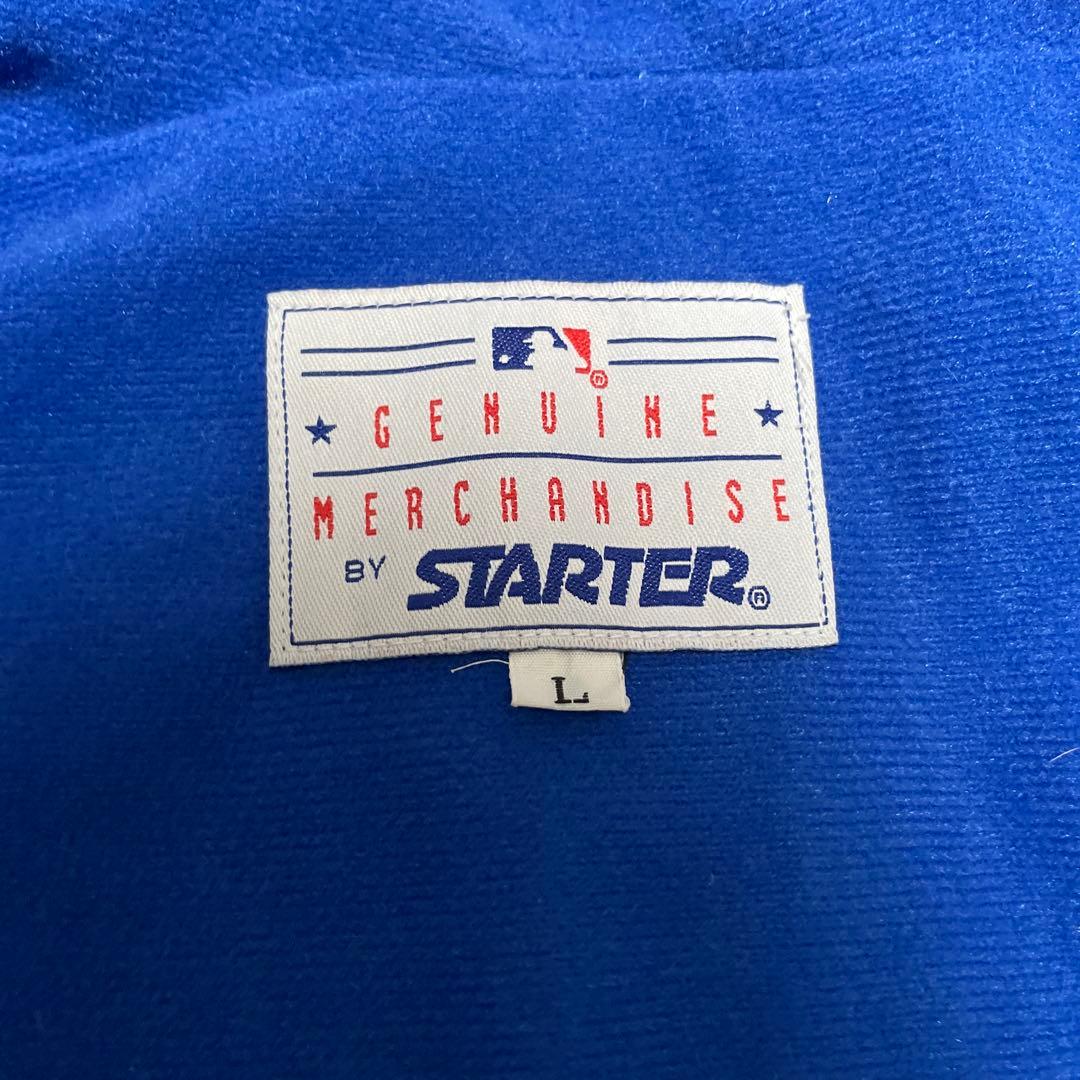 GENUINE
MERCHANDISE
BY STARTER®
L